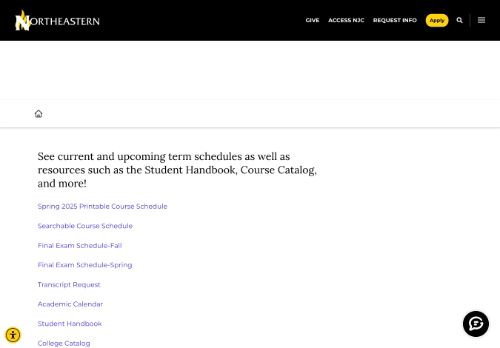 NORTHEASTERN
GIVE ACCESS NJC REQUEST INFO Apply
See current and upcoming term schedules as well as
resources such as the Student Handbook, Course Catalog,
and more!
Spring 2025 Printable Course Schedule
Searchable Course Schedule
Final Exam Schedule-Fall
Final Exam Schedule-Spring
Transcript Request
Academic Calendar
Student Handbook
College Catalog